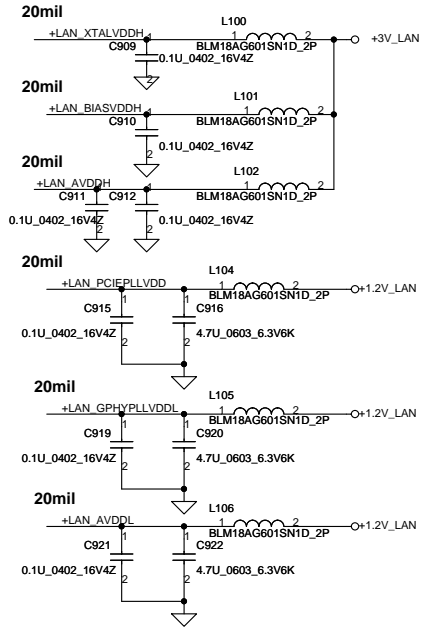 20mil
L100
+LAN_XTALVDDH 1 1 2 +3V_LAN
C909
BLM18AG601SN1D_2P
0.1U_0402_16V4Z
2
20mil
L101
+LAN_BIASVDDH 1 1 2
C910
BLM18AG601SN1D_2P
0.1U_0402_16V4Z
2
20mil
L102
+LAN_AVDDH 1 1 1 2
C911 C912
BLM18AG601SN1D_2P
0.1U_0402_16V4Z 0.1U_0402_16V4Z
2 2
20mil
L104
+LAN_PCIEPLLVDD 1 2 +1.2V_LAN
1 1
BLM18AG601SN1D_2P
C915 C916
0.1U_0402_16V4Z 4.7U_0603_6.3V6K
2 2
20mil
L105
+LAN_GPHYPLLVDDL 1 2 +1.2V_LAN
1 1
BLM18AG601SN1D_2P
C919 C920
0.1U_0402_16V4Z 4.7U_0603_6.3V6K
2 2
20mil
L106
+LAN_AVDDL 1 2 +1.2V_LAN
1 1
BLM18AG601SN1D_2P
C921 C922
0.1U_0402_16V4Z 4.7U_0603_6.3V6K
2 2